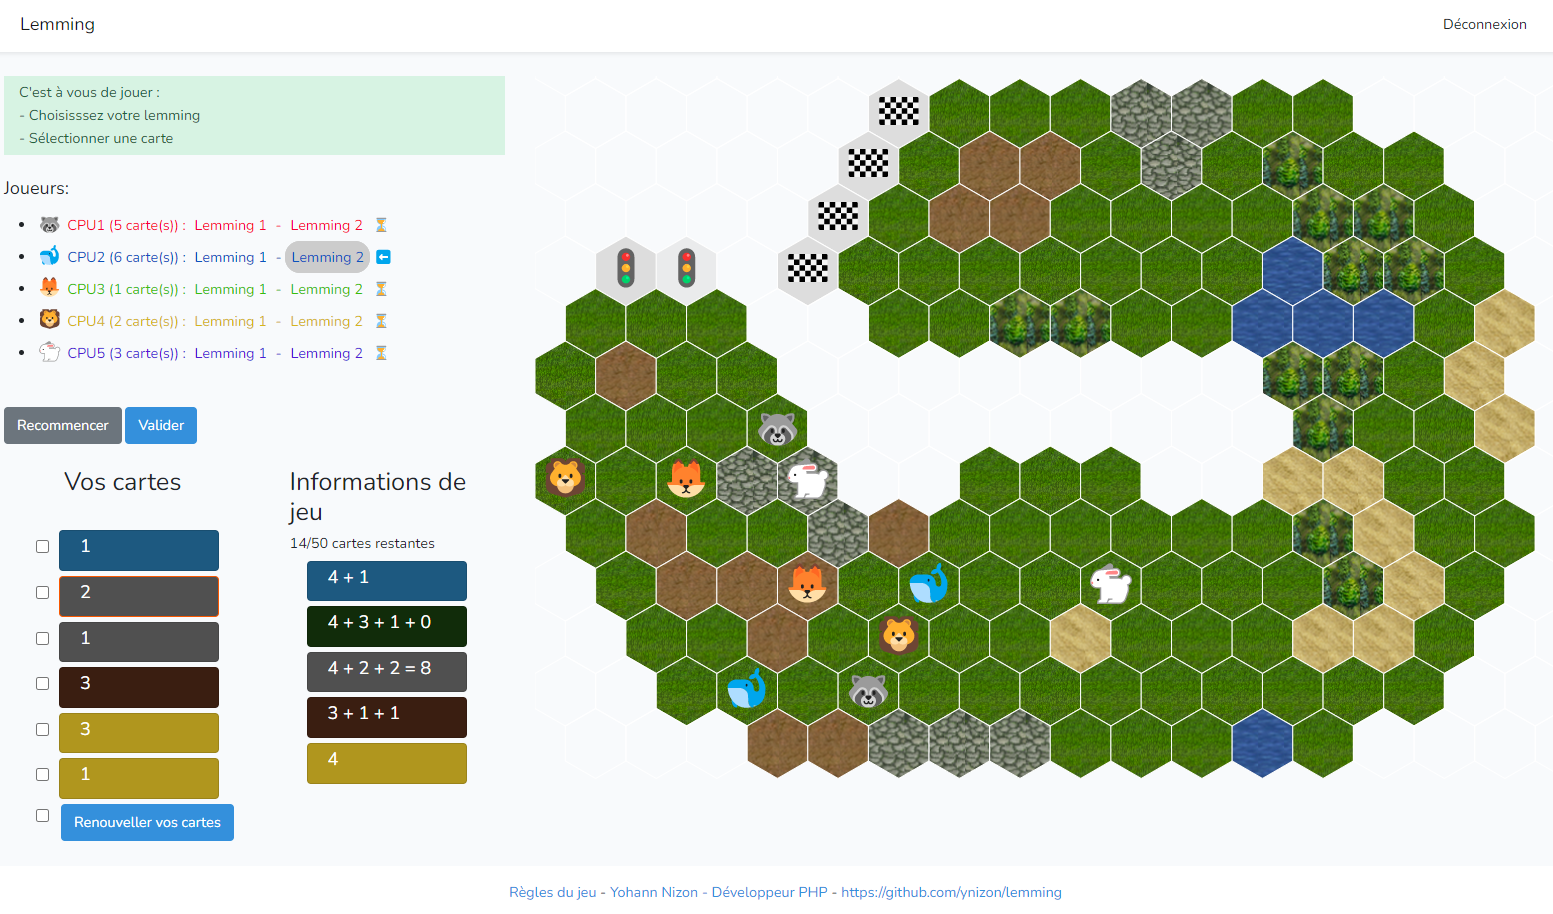 Lemming
Déconnexion
C'est à vous de jouer :
- Choisisssez votre lemming
- Sélectionner une carte
Joueurs:
CPU1 (5 carte(s)) : Lemming 1 - Lemming 2
CPU2 (6 carte(s)) : Lemming 1 - Lemming 2
CPU3 (1 carte(s)) : Lemming 1 - Lemming 2
CPU4 (2 carte(s)) : Lemming 1 - Lemming 2
CPU5 (3 carte(s)) : Lemming 1 - Lemming 2
Recommencer
Valider
Vos cartes
1
2
1
3
3
1
Renouveller vos cartes
Informations de
jeu
14/50 cartes restantes
4 + 1
4 + 3 + 1 + 0
4 + 2 + 2 = 8
3 + 1 + 1
4
Règles du jeu - Yohann Nizon - Développeur PHP - https://github.com/ynizon/lemming